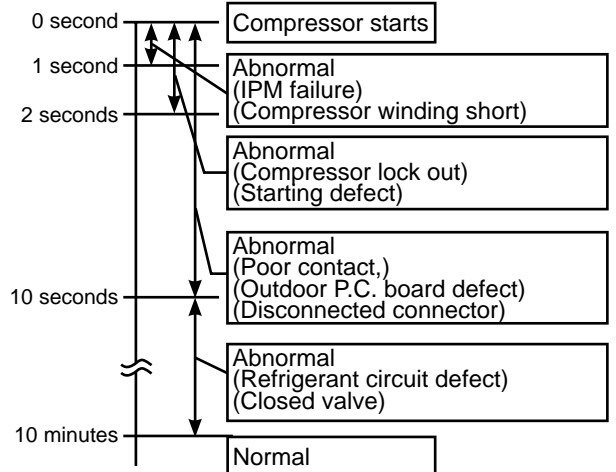 0 second
Compressor starts
1 second
Abnormal
(IPM failure)
(Compressor winding short)
2 seconds
Abnormal
(Compressor lock out)
(Starting defect)
Abnormal
(Poor contact,)
(Outdoor P.C. board defect)
(Disconnected connector)
10 seconds
Abnormal
(Refrigerant circuit defect)
(Closed valve)
10 minutes
Normal